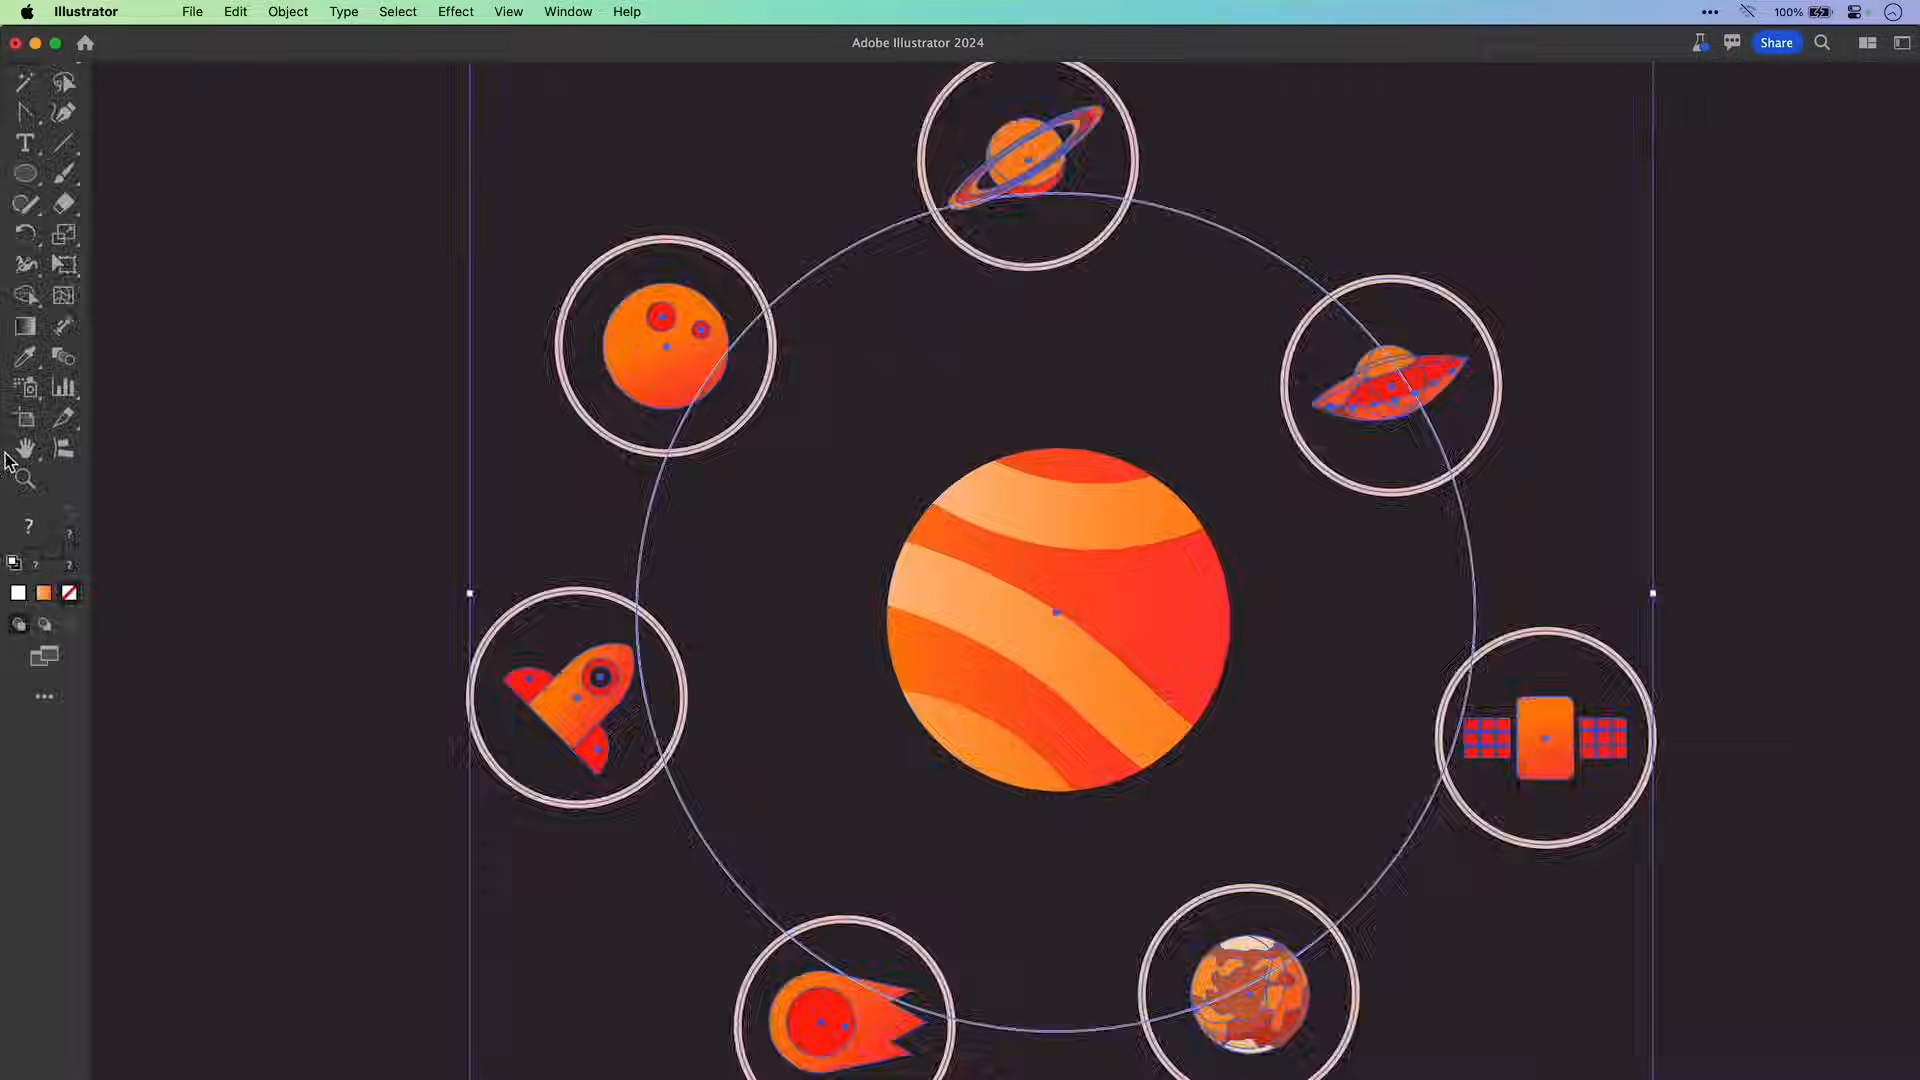 Illustrator File Edit Object Type Select Effect View Window Help 100%
Adobe Illustrator 2024
Share
T
?
?
? ?